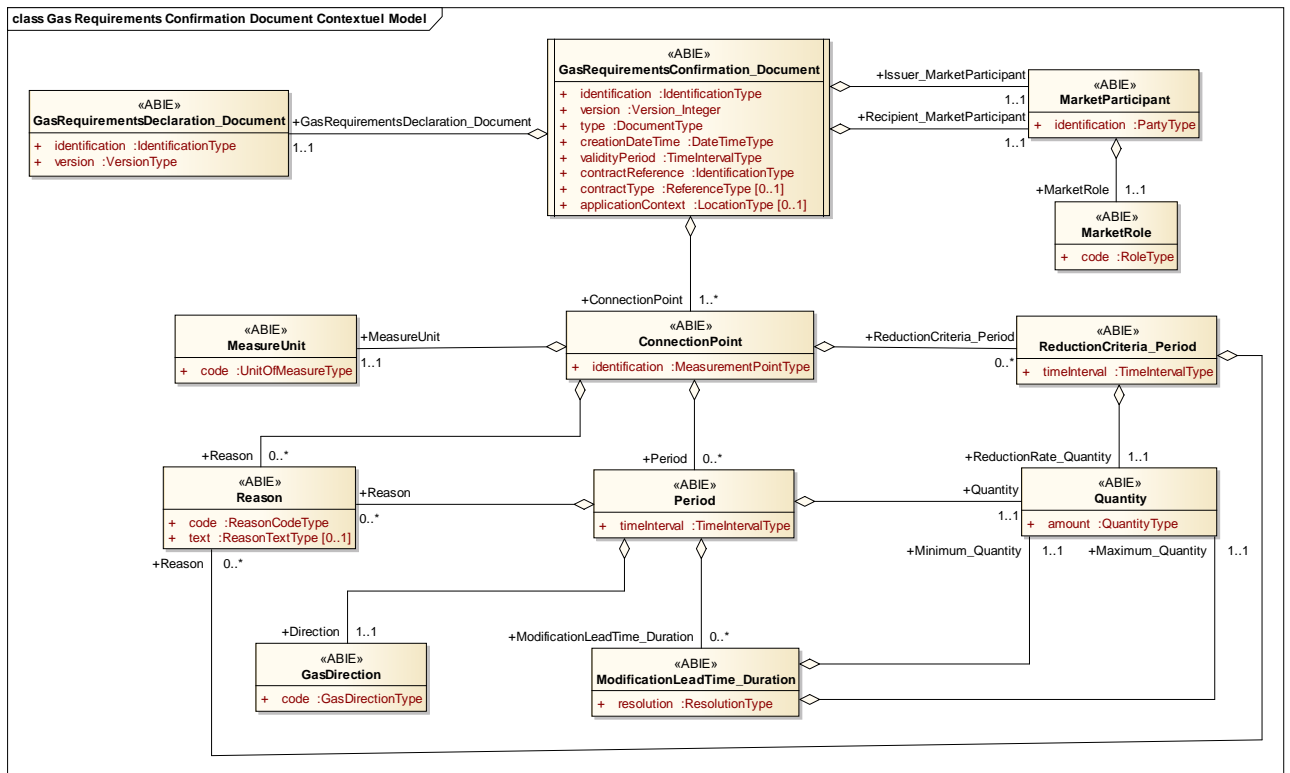 class Gas Requirements Confirmation Document Contextuel Model
«ABIE»
GasRequirementsConfirmation_Document
+ identification :IdentificationType
+ version :Version_Integer
+ type :DocumentType
+ creationDateTime :DateTimeType
+ validityPeriod :TimeIntervalType
+ contractReference :IdentificationType
+ contractType :ReferenceType [0..1]
+ applicationContext :LocationType [0..1]
«ABIE»
GasRequirementsDeclaration_Document
+ identification :IdentificationType
+ version :VersionType
+GasRequirementsDeclaration_Document
1..1
+Issuer_MarketParticipant
1..1
+Recipient_MarketParticipant
1..1
«ABIE»
MarketParticipant
+ identification :PartyType
+MarketRole 1..1
«ABIE»
MarketRole
+ code :RoleType
+ConnectionPoint 1..*
«ABIE»
MeasureUnit
+ code :UnitOfMeasureType
+MeasureUnit
1..1
«ABIE»
ConnectionPoint
+ identification :MeasurementPointType
+ReductionCriteria_Period
0..*
«ABIE»
ReductionCriteria_Period
+ timeInterval :TimeIntervalType
+Reason 0..*
+Period 0..*
+ReductionRate_Quantity 1..1
«ABIE»
Reason
+ code :ReasonCodeType
+ text :ReasonTextType [0..1]
+Reason
0..*
«ABIE»
Period
+ timeInterval :TimeIntervalType
+Quantity
1..1
«ABIE»
Quantity
+ amount :QuantityType
+Reason 0..*
+Minimum_Quantity 1..1
+Maximum_Quantity 1..1
+Direction 1..1
+ModificationLeadTime_Duration 0..*
«ABIE»
GasDirection
+ code :GasDirectionType
«ABIE»
ModificationLeadTime_Duration
+ resolution :ResolutionType